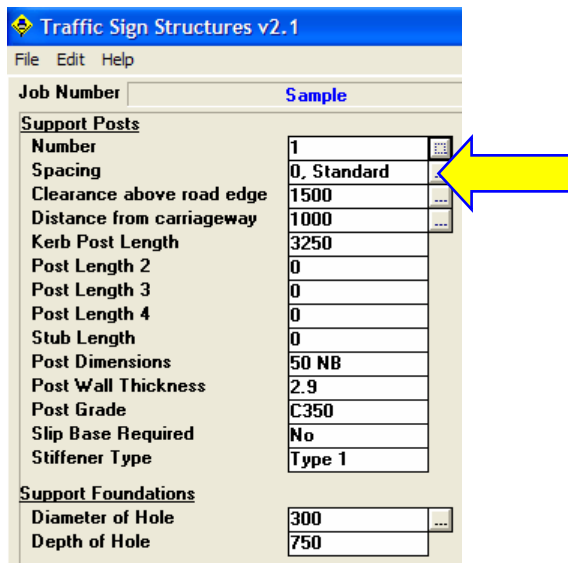 Traffic Sign Structures v2.1
File Edit Help
Job Number Sample
Support Posts
Number 1 ...
Spacing 0, Standard ...
Clearance above road edge 1500 ...
Distance from carriageway 1000 ...
Kerb Post Length 3250
Post Length 2 0
Post Length 3 0
Post Length 4 0
Stub Length 0
Post Dimensions 50 NB
Post Wall Thickness 2.9
Post Grade C350
Slip Base Required No
Stiffener Type Type 1
Support Foundations
Diameter of Hole 300 ...
Depth of Hole 750